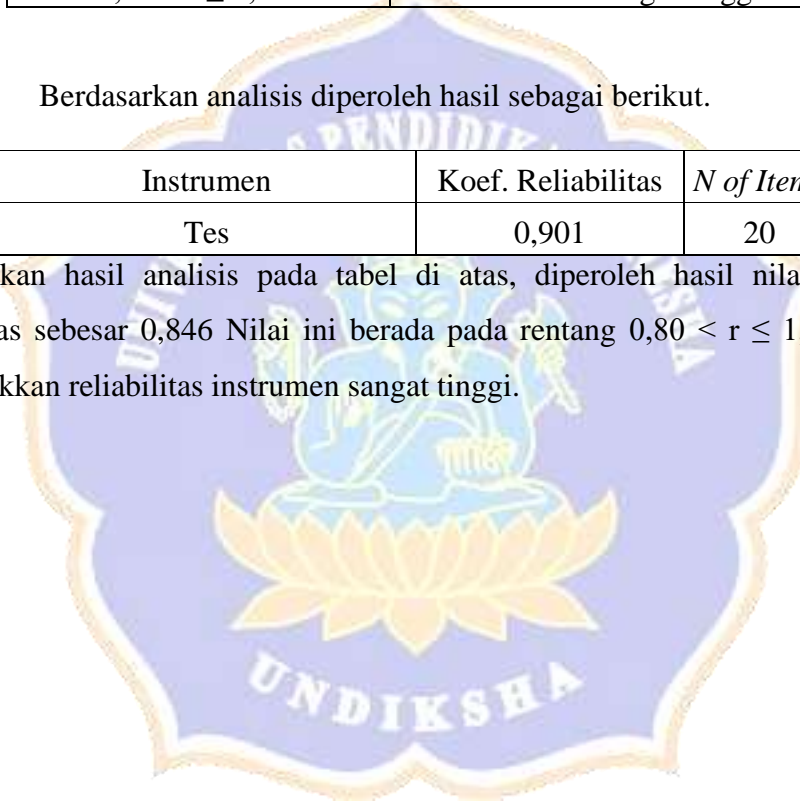 Berdasarkan analisis diperoleh hasil sebagai berikut.
Instrumen Koef. Reliabilitas N of Item
Tes 0,901 20
kan hasil analisis pada tabel di atas, diperoleh hasil nila
as sebesar 0,846 Nilai ini berada pada rentang 0,80 < r ≤ 1
kkan reliabilitas instrumen sangat tinggi.
UNDIKSHA